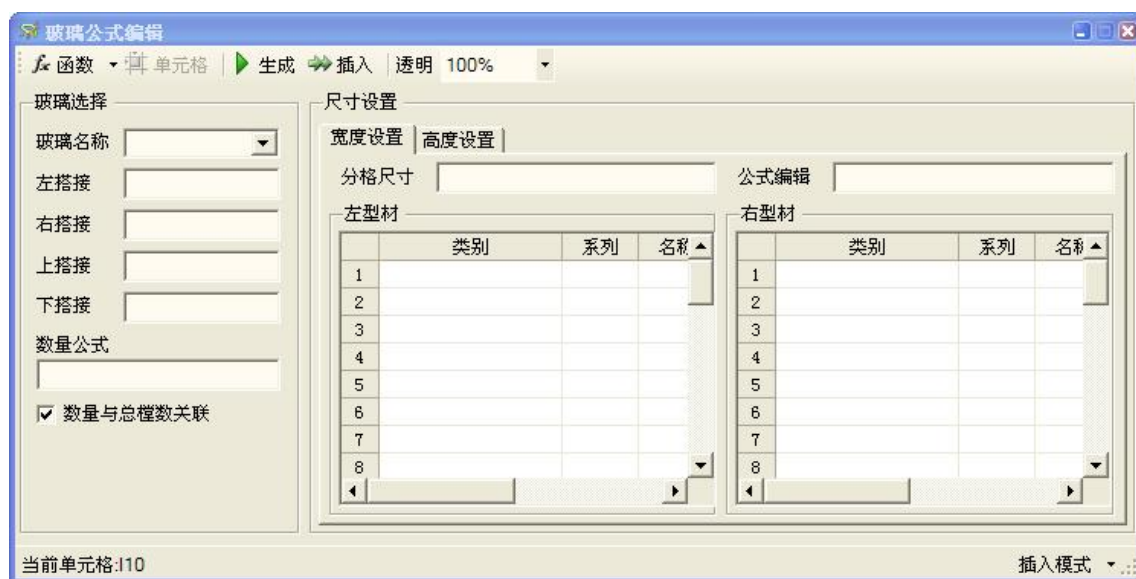 玻璃公式编辑
fx 函数 单元格 生成 插入 透明 100%
玻璃选择
玻璃名称
左搭接
右搭接
上搭接
下搭接
数量公式
数量与总樘数关联
尺寸设置
宽度设置 高度设置
分格尺寸 公式编辑
左型材 右型材
类别 系列 名称 类别 系列 名称
1 1
2 2
3 3
4 4
5 5
6 6
7 7
8 8
当前单元格:I10 插入模式